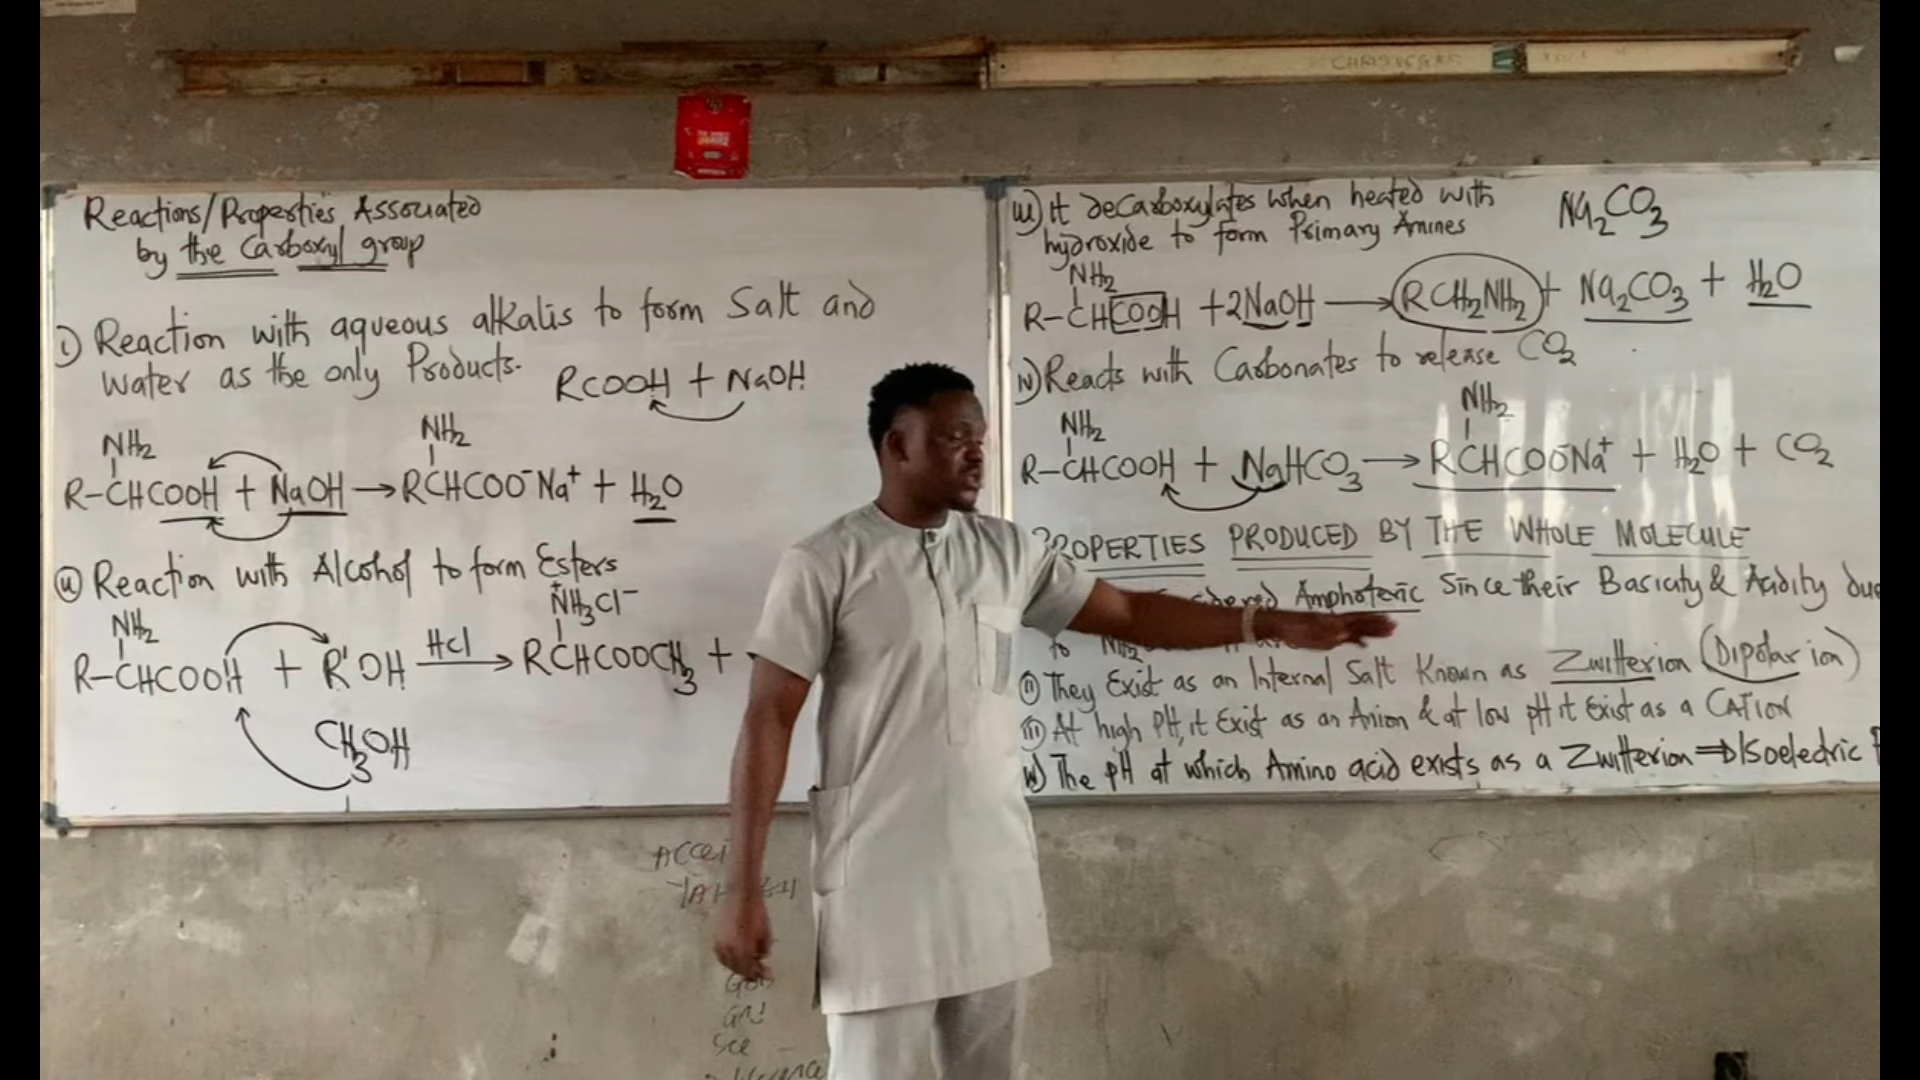 Reactions/Properties Associated
by the Carboxyl group
i) Reaction with aqueous alkalis to form Salt and
Water as the only Products.
RCOOH + NaOH
NH2
NH2
R-CHCOOH + NaOH → RCHCOO⁻Na⁺ + H2O
ii) Reaction with Alcohol to form Esters
NH2
⁺NH3Cl⁻
R-CHCOOH + R'OH HCl → RCHCOOCH3 +
CH3OH
iii) it decarboxylates when heated with
hydroxide to form Primary Amines
Na2CO3
NH2
R-CHCOOH + 2NaOH → RCH2NH2 + Na2CO3 + H2O
iv) Reacts with Carbonates to release CO2
NH2
NH2
R-CHCOOH + NaHCO3 → RCHCOO⁻Na⁺ + H2O + CO2
PROPERTIES PRODUCED BY THE WHOLE MOLECULE
Amphoteric Since their Basicity & Acidity due
to NH2
ii) They Exist as an Internal Salt Known as Zwitterion (Dipolar ion)
iii) At high PH, it Exist as an Anion & at low pH it Exist as a CATION
iv) The pH at which Amino acid exists as a Zwitterion ⇒ Isoelectric P